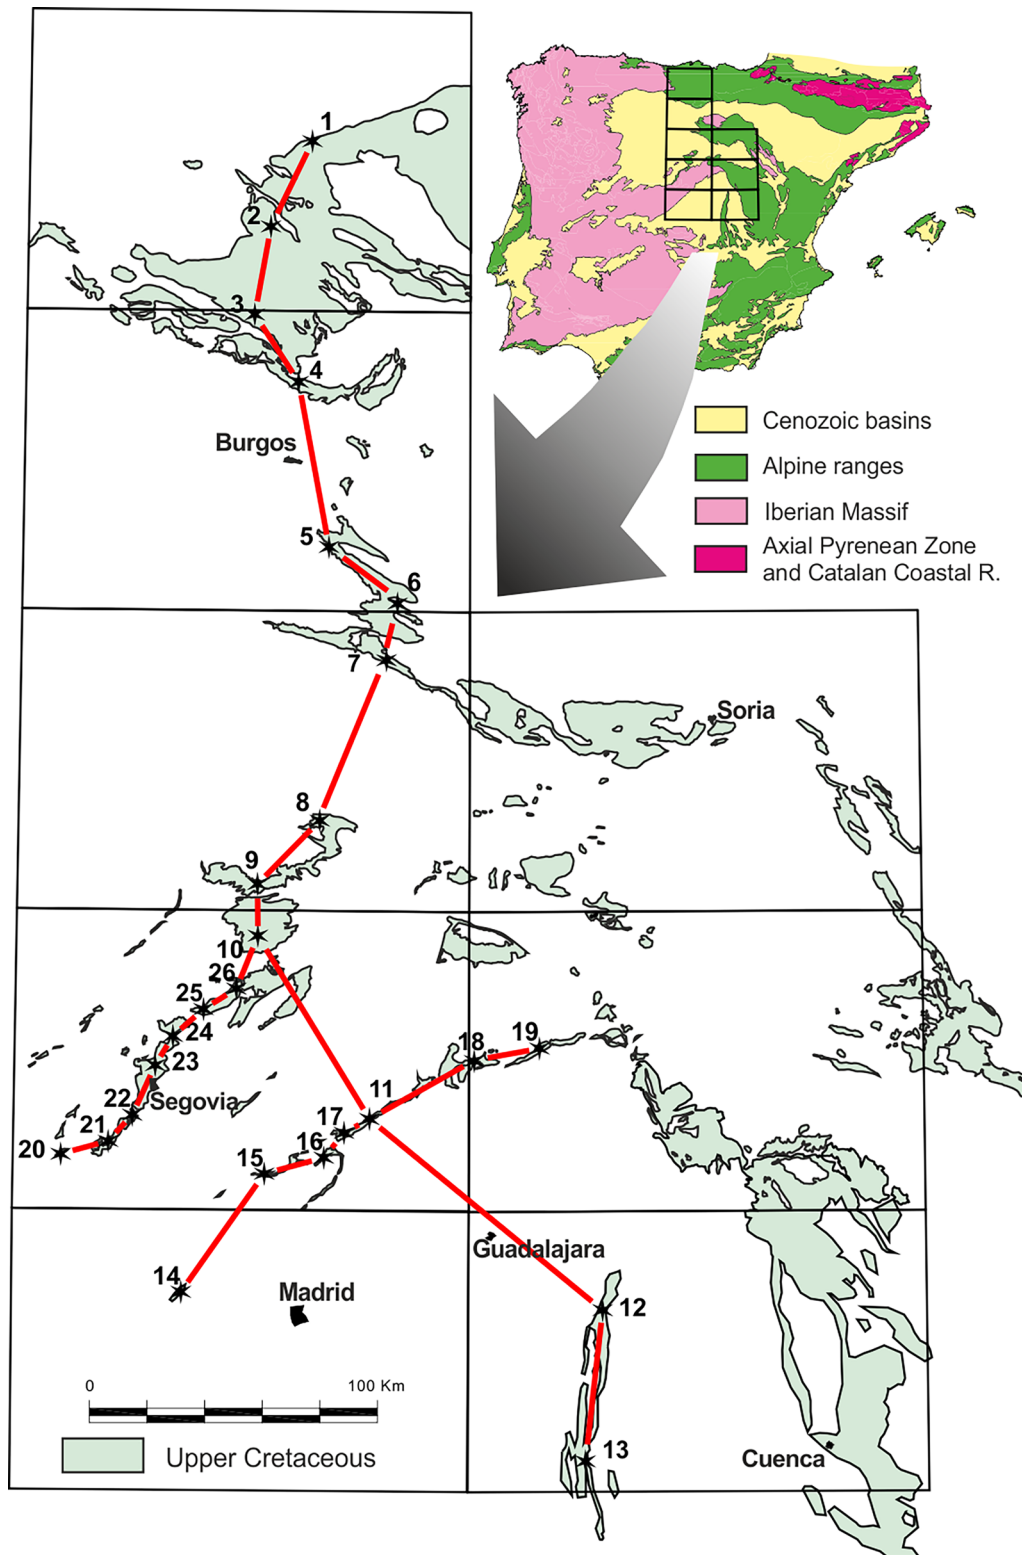 1
2
3
4
Burgos
Cenozoic basins
Alpine ranges
Iberian Massif
Axial Pyrenean Zone
and Catalan Coastal R.
5
6
7
Soria
8
9
10
26
25
24
23
22
Segovia
21
20
18
19
11
17
16
15
14
Madrid
Guadalajara
12
13
Cuenca
0
100 Km
Upper Cretaceous